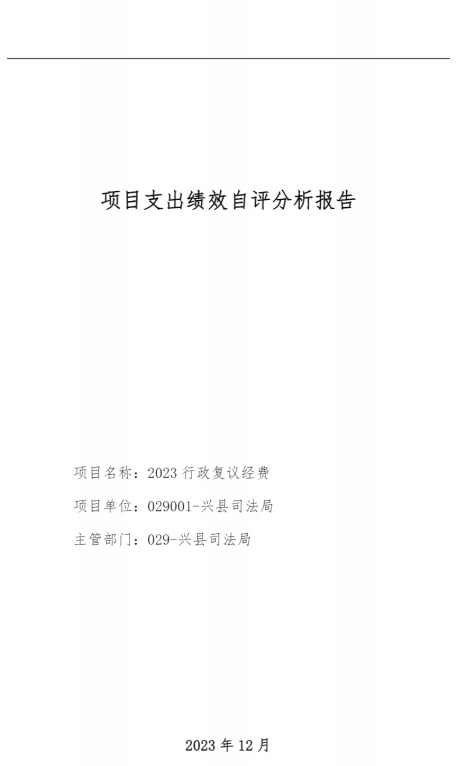 项目支出绩效自评分析报告
项目名称：2023 行政复议经费
项目单位：029001-兴县司法局
主管部门：029-兴县司法局
2023 年 12 月